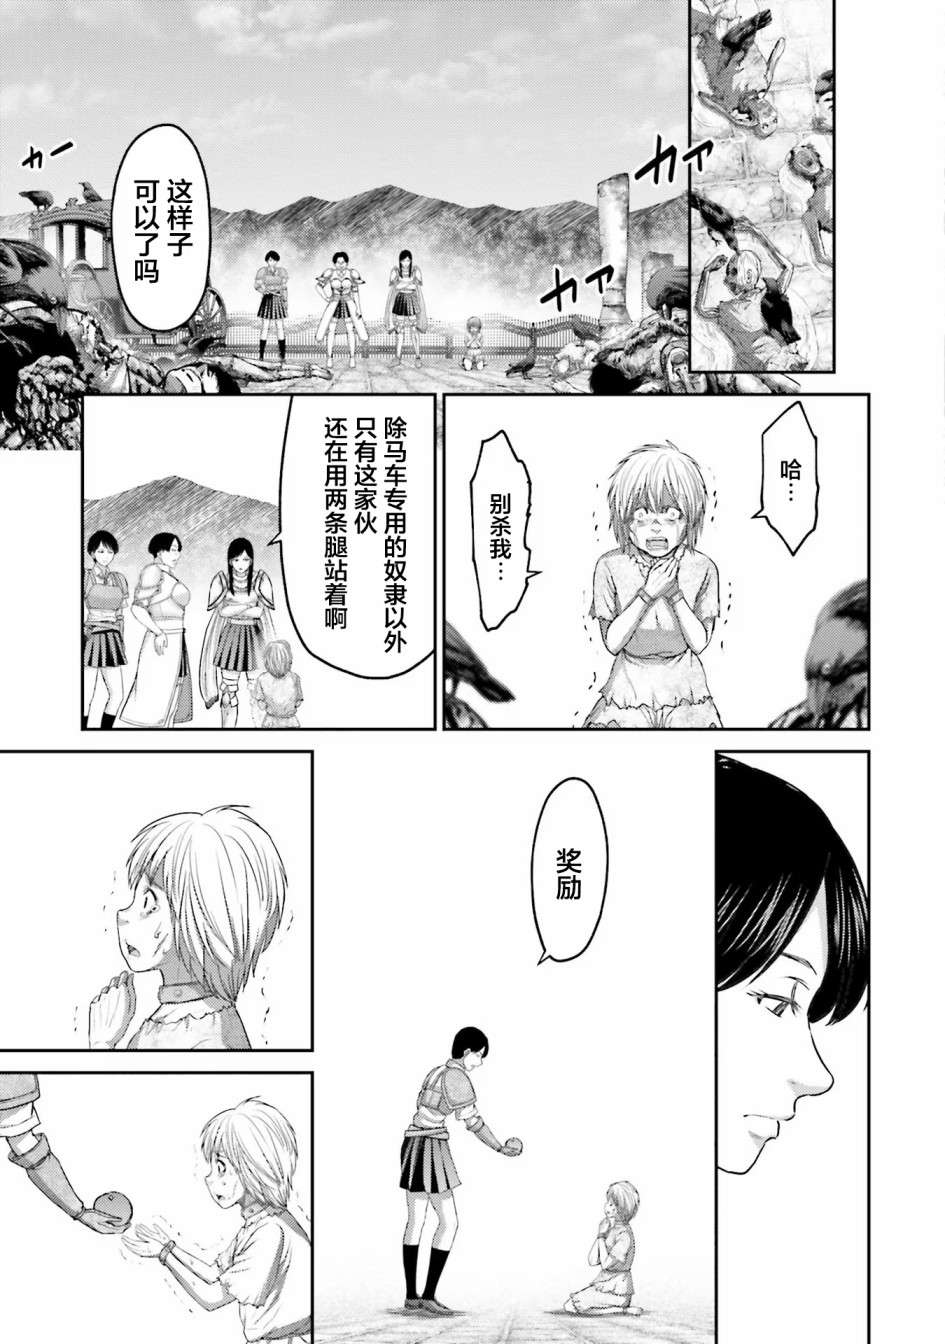 カァ
カァ
カー
这样子
可以了吗
哈…
别杀我…
除马车专用的奴隶以外
只有这家伙
还在用两条腿站着啊
奖励